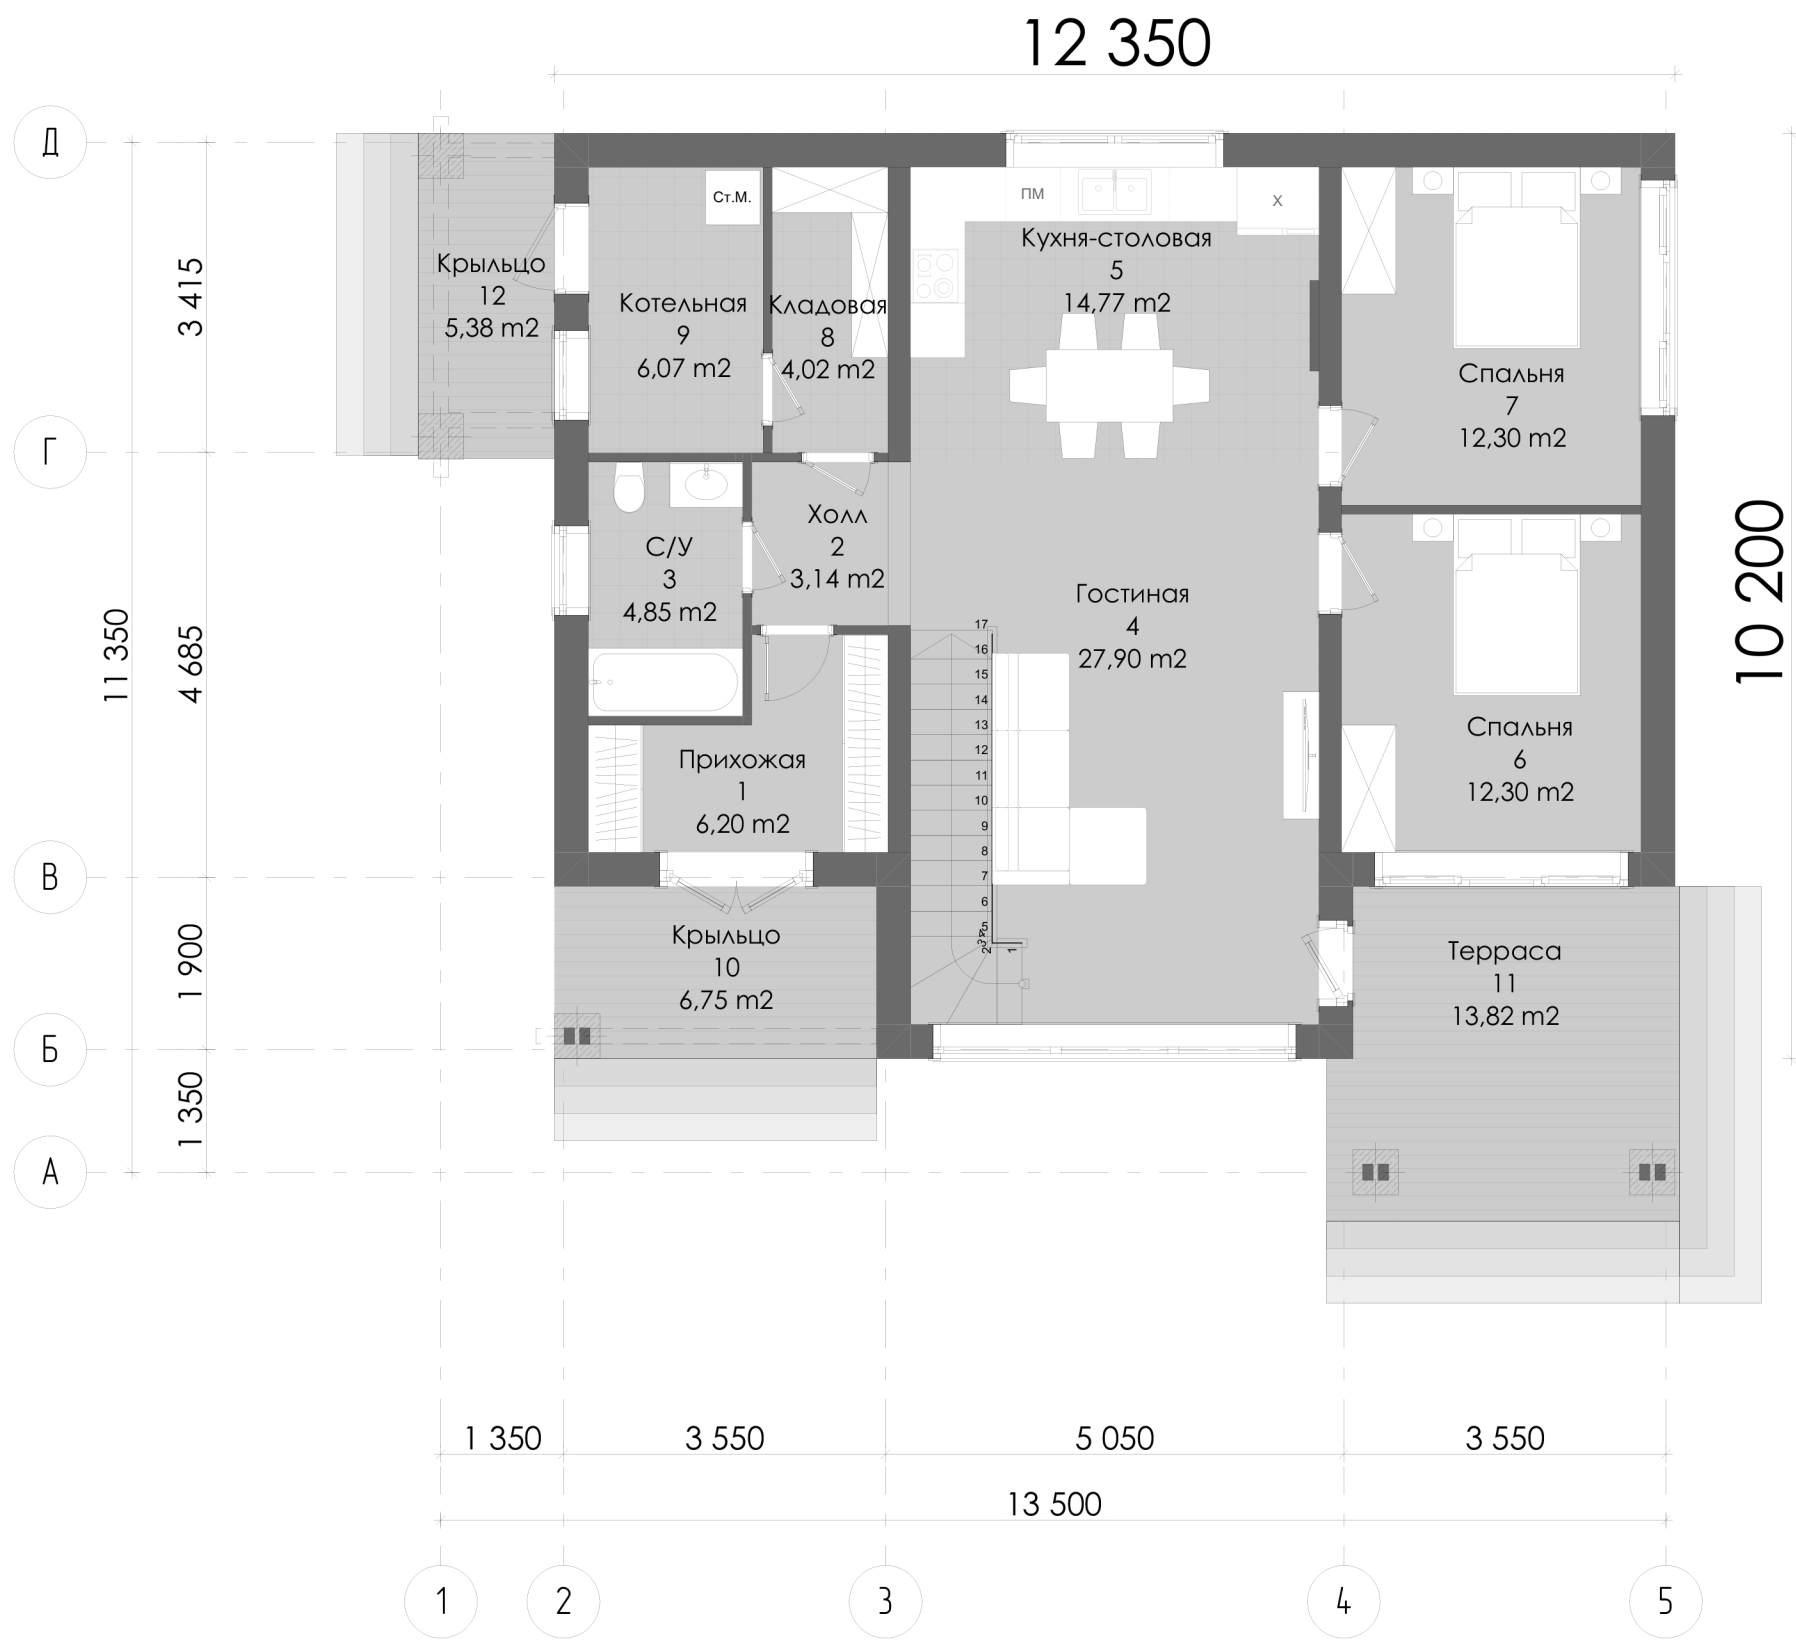 12 350
Д
Ст.М.
ПМ
Х
Крыльцо
12
5,38 m2
Котельная
9
6,07 m2
Кладовая
8
4,02 m2
Кухня-столовая
5
14,77 m2
Спальня
7
12,30 m2
3 415
Г
С/У
3
4,85 m2
Холл
2
3,14 m2
Гостиная
4
27,90 m2
10 200
11 350
4 685
17
16
15
14
13
12
11
10
9
8
7
6
5
4
3
2
1
Прихожая
1
6,20 m2
Спальня
6
12,30 m2
В
Крыльцо
10
6,75 m2
Терраса
11
13,82 m2
1 900
Б
1 350
А
1 350
3 550
5 050
3 550
13 500
1
2
3
4
5